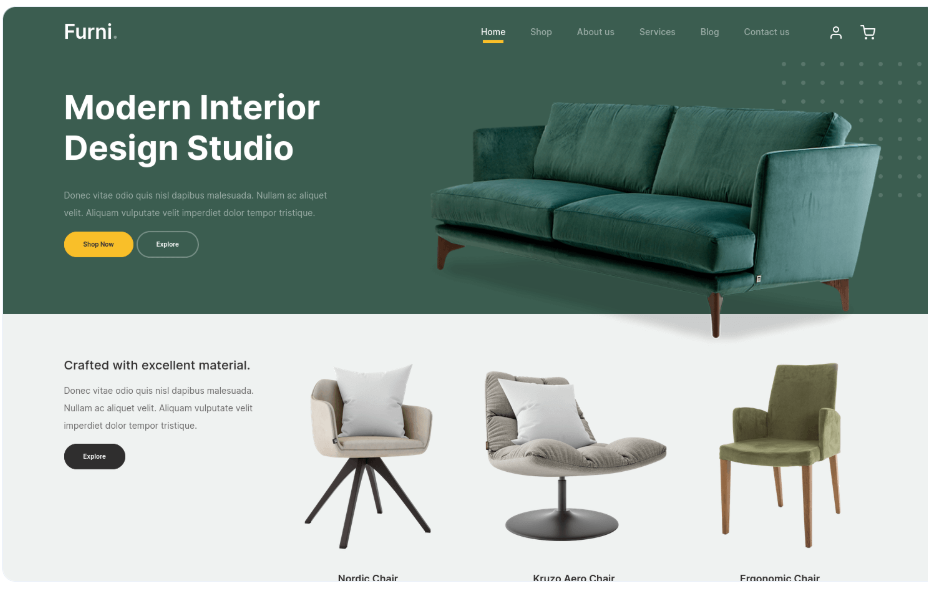 Furni.
Home Shop About us Services Blog Contact us
Modern Interior
Design Studio
Donec vitae odio quis nisl dapibus malesuada. Nullam ac aliquet
velit. Aliquam vulputate velit imperdiet dolor tempor tristique.
Shop Now Explore
Crafted with excellent material.
Donec vitae odio quis nisl dapibus malesuada.
Nullam ac aliquet velit. Aliquam vulputate velit
imperdiet dolor tempor tristique.
Explore
Nordic Chair Kruzo Aero Chair Ergonomic Chair